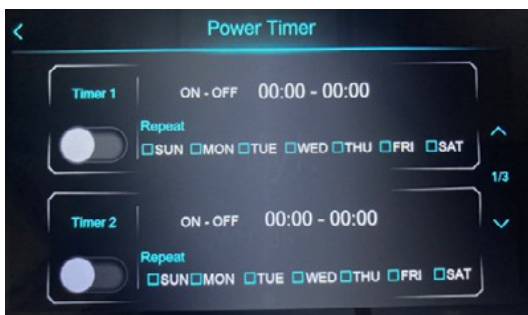 Power Timer
Timer 1
ON - OFF 00:00 - 00:00
Repeat
SUN MON TUE WED THU FRI SAT
1/3
Timer 2
ON - OFF 00:00 - 00:00
Repeat
SUN MON TUE WED THU FRI SAT